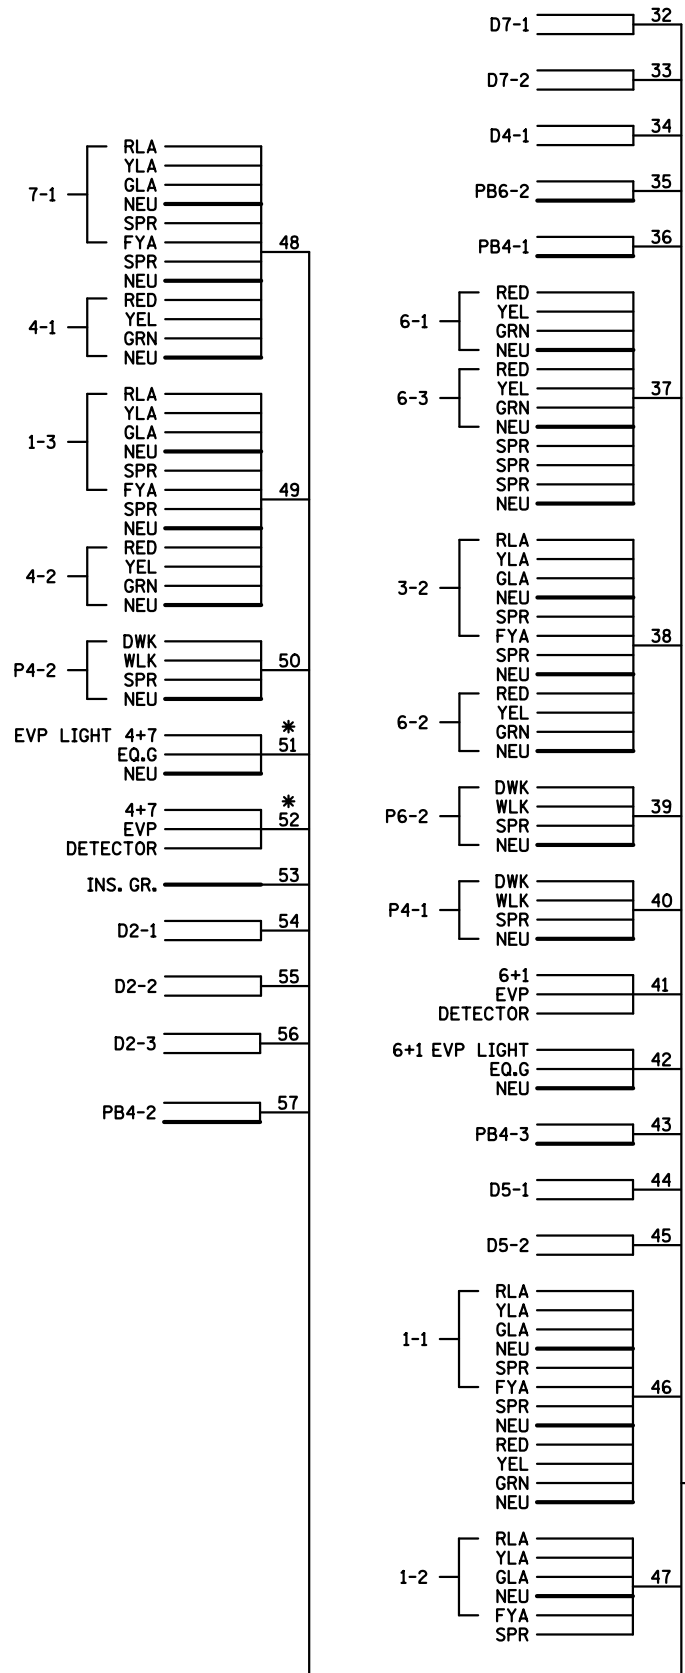 RLA
YLA
GLA
7-1
NEU
SPR
FYA
48
SPR
NEU
RED
4-1
YEL
GRN
NEU
RLA
YLA
GLA
1-3
NEU
SPR
FYA
49
SPR
NEU
RED
4-2
YEL
GRN
NEU
DWK
WLK
50
P4-2
SPR
NEU
EVP LIGHT 4+7
*
EQ.G
51
NEU
4+7
*
EVP
52
DETECTOR
INS. GR.
53
D2-1
54
D2-2
55
D2-3
56
PB4-2
57
D7-1
32
D7-2
33
D4-1
34
PB6-2
35
PB4-1
36
RED
6-1
YEL
GRN
NEU
RED
6-3
YEL
37
GRN
NEU
SPR
SPR
SPR
NEU
RLA
YLA
GLA
3-2
NEU
SPR
FYA
38
SPR
NEU
RED
6-2
YEL
GRN
NEU
DWK
WLK
39
P6-2
SPR
NEU
DWK
WLK
40
P4-1
SPR
NEU
6+1
EVP
41
DETECTOR
6+1 EVP LIGHT
EQ.G
42
NEU
PB4-3
43
D5-1
44
D5-2
45
RLA
YLA
GLA
1-1
NEU
SPR
FYA
46
SPR
NEU
RED
YEL
GRN
NEU
RLA
YLA
GLA
1-2
47
NEU
FYA
SPR